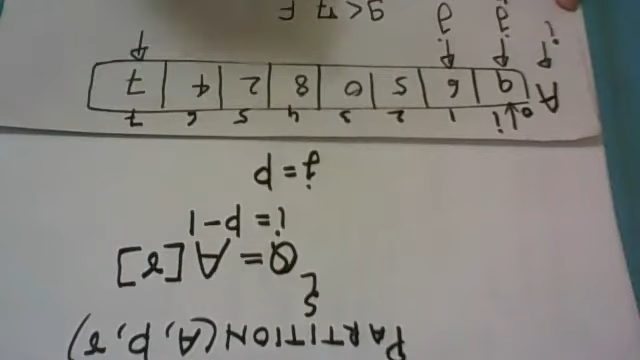 PARTITION(A, p, r)
{
Q = A[r]
i = p-1
j = p
0 i 1 2 3 4 5 6 7
A 9 6 5 0 8 2 4 7
i j j
9<7 F